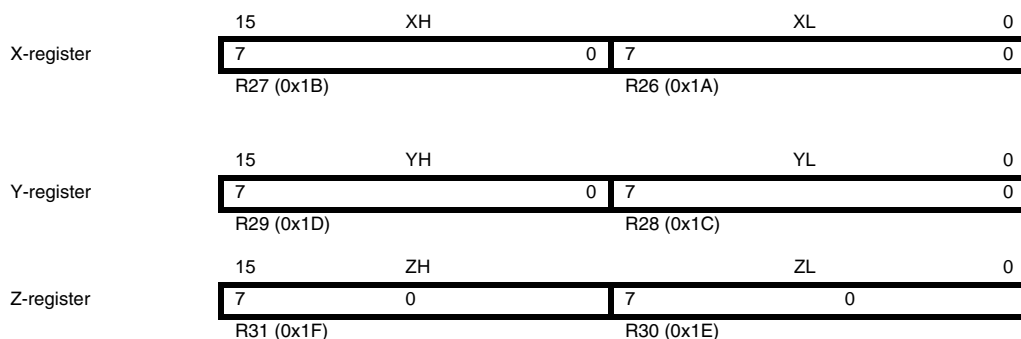 15 XH XL 0
X-register 7 0 7 0
R27 (0x1B) R26 (0x1A)
15 YH YL 0
Y-register 7 0 7 0
R29 (0x1D) R28 (0x1C)
15 ZH ZL 0
Z-register 7 0 7 0
R31 (0x1F) R30 (0x1E)